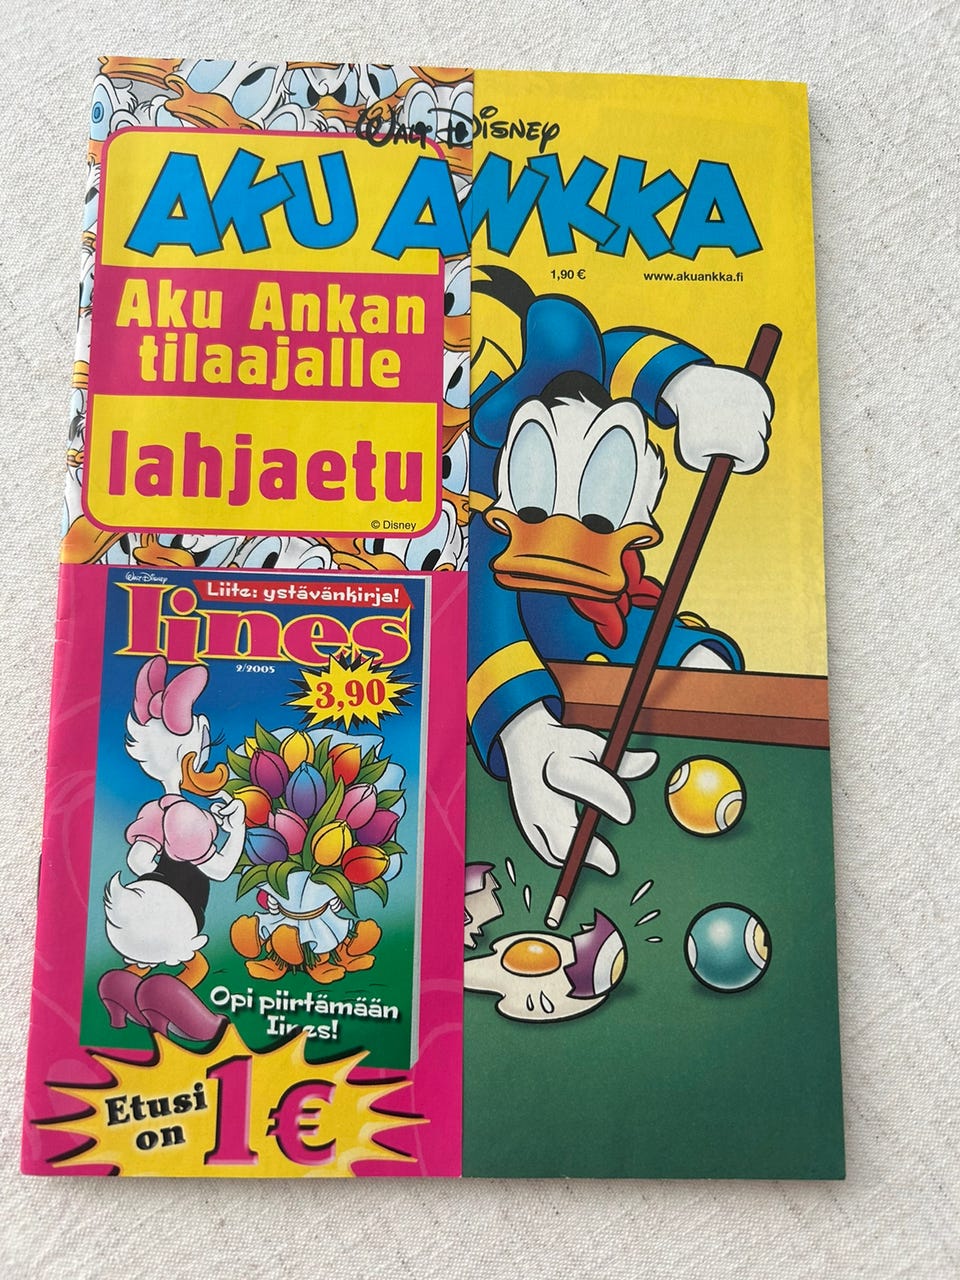 WALT DISNEY
AKU ANKKA
1,90 € www.akuankka.fi
Aku Ankan
tilaajalle
lahjaetu
© Disney
Walt Disney
Liite: ystävänkirja!
Iines
2/2005
3,90
Opi piirtämään
Iines!
Etusi
on
1€